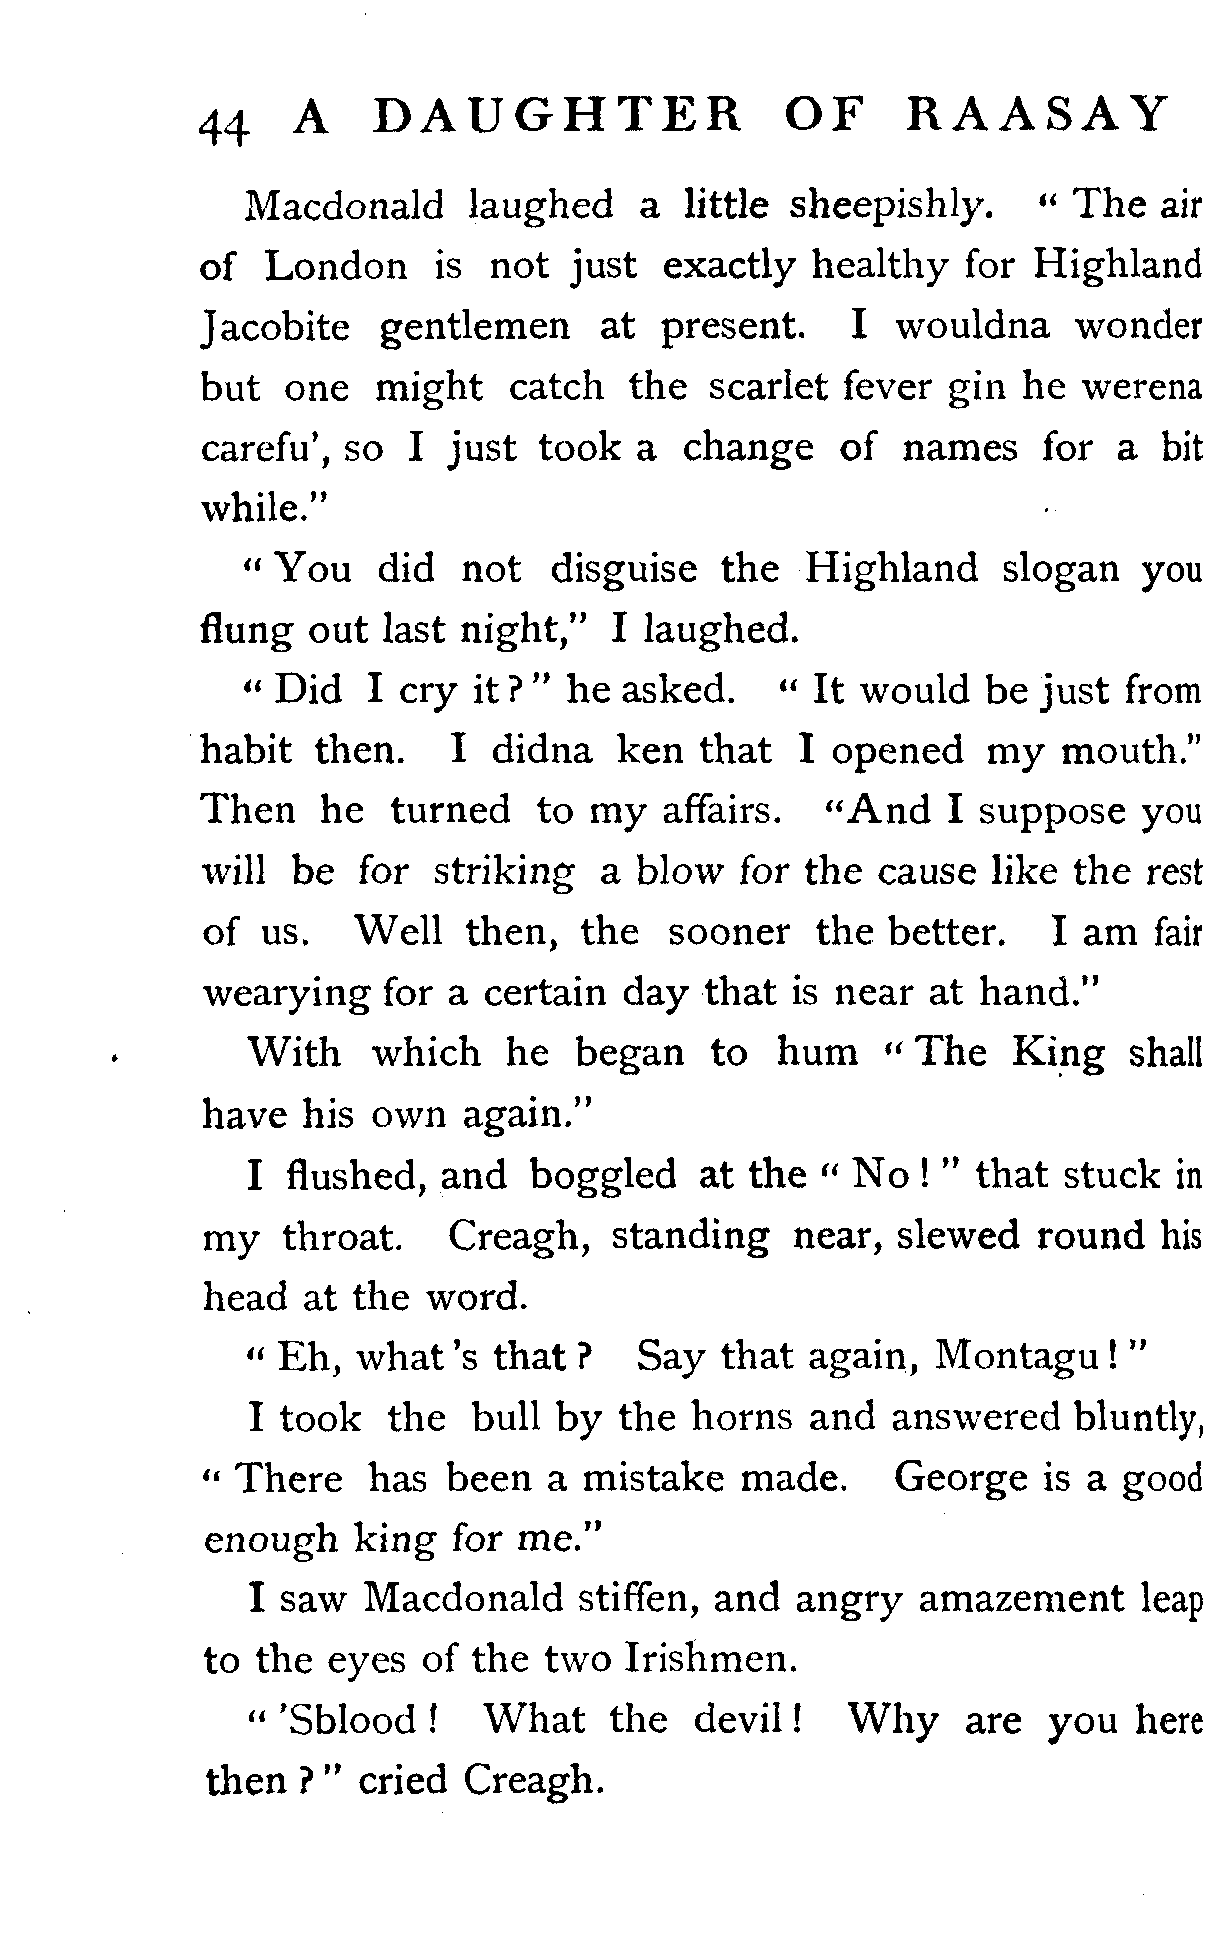 44 A DAUGHTER OF RAASAY
Macdonald laughed a little sheepishly. “ The air
of London is not just exactly healthy for Highland
Jacobite gentlemen at present. I wouldna wonder
but one might catch the scarlet fever gin he werena
carefu’, so I just took a change of names for a bit
while.”
“ You did not disguise the Highland slogan you
flung out last night,” I laughed.
“ Did I cry it ? ” he asked. “ It would be just from
habit then. I didna ken that I opened my mouth.”
Then he turned to my affairs. “And I suppose you
will be for striking a blow for the cause like the rest
of us. Well then, the sooner the better. I am fair
wearying for a certain day that is near at hand.”
With which he began to hum “ The King shall
have his own again.”
I flushed, and boggled at the “ No ! ” that stuck in
my throat. Creagh, standing near, slewed round his
head at the word.
“ Eh, what ’s that ? Say that again, Montagu ! ”
I took the bull by the horns and answered bluntly,
“ There has been a mistake made. George is a good
enough king for me.”
I saw Macdonald stiffen, and angry amazement leap
to the eyes of the two Irishmen.
“ ’Sblood ! What the devil ! Why are you here
then ? ” cried Creagh.